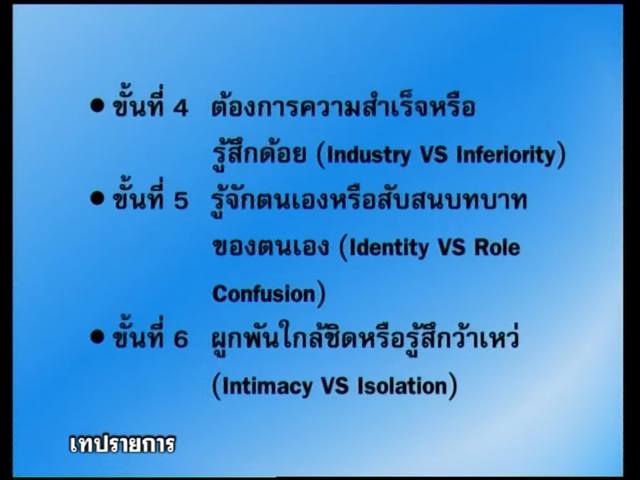 • ขั้นที่ 4 ต้องการความสำเร็จหรือ
รู้สึกด้อย (Industry VS Inferiority)
• ขั้นที่ 5 รู้จักตนเองหรือสับสนบทบาท
ของตนเอง (Identity VS Role
Confusion)
• ขั้นที่ 6 ผูกพันใกล้ชิดหรือรู้สึกว้าเหว่
(Intimacy VS Isolation)
เทปรายการ